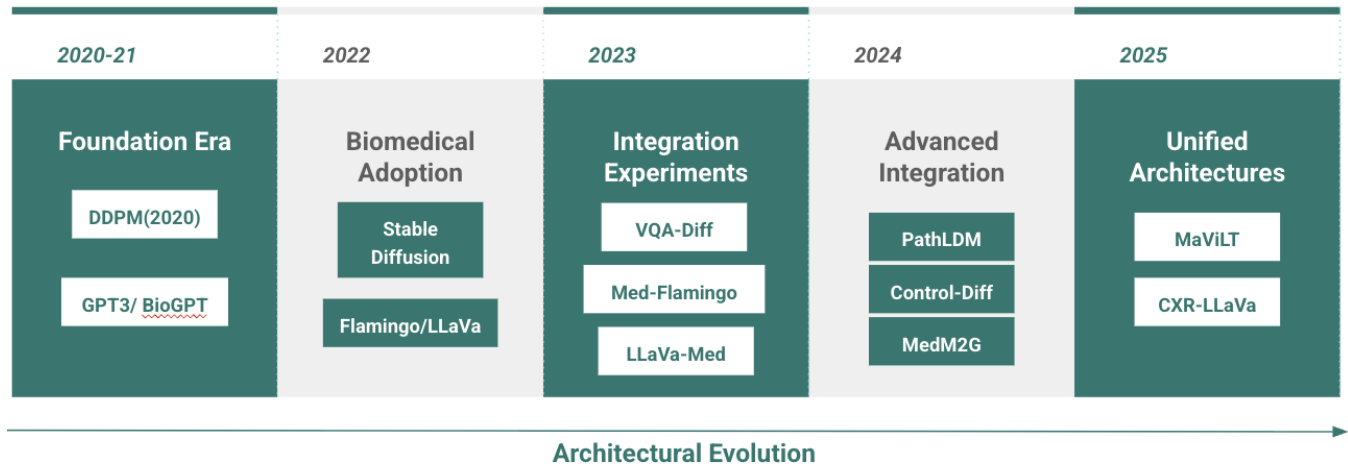 2020-21
2022
2023
2024
2025
Foundation Era
DDPM(2020)
GPT3/ BioGPT
Biomedical
Adoption
Stable
Diffusion
Flamingo/LLaVa
Integration
Experiments
VQA-Diff
Med-Flamingo
LLaVa-Med
Advanced
Integration
PathLDM
Control-Diff
MedM2G
Unified
Architectures
MaViLT
CXR-LLaVa
Architectural Evolution